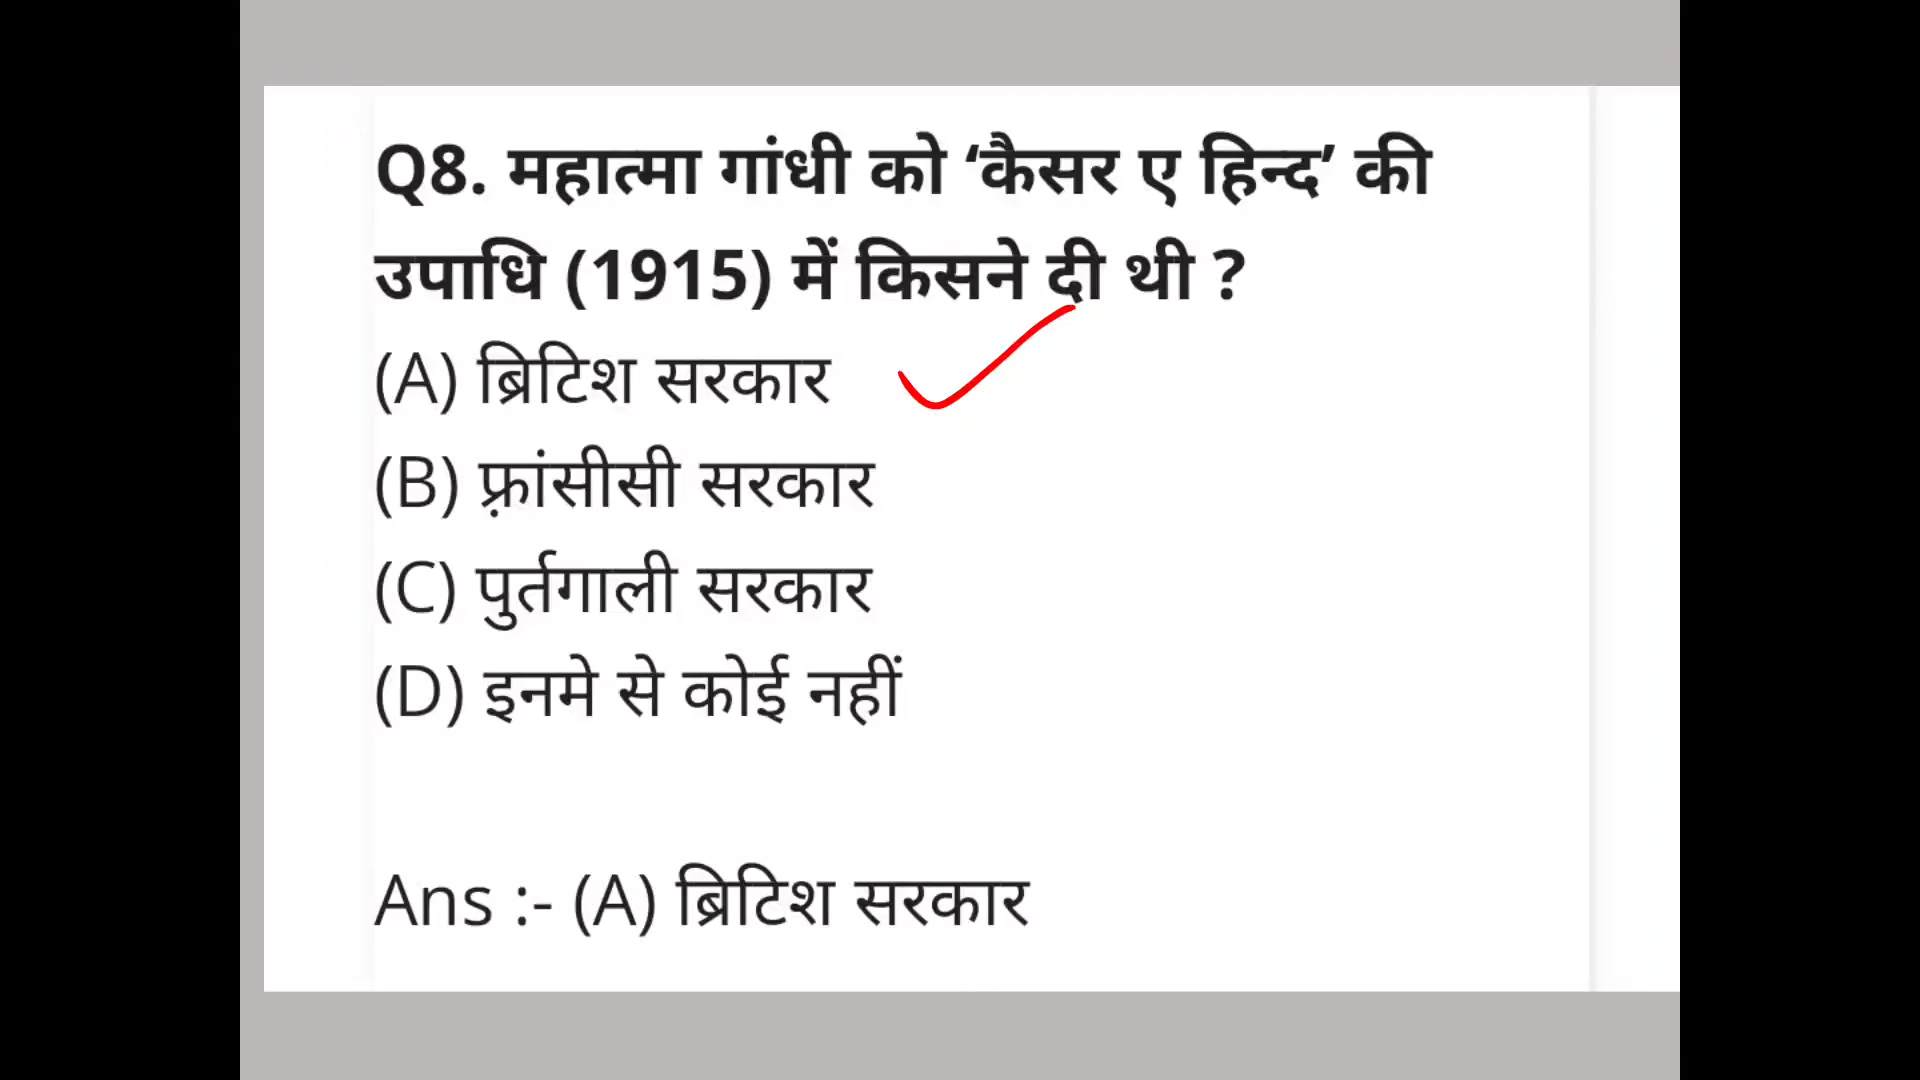 Q8. महात्मा गांधी को ‘कैसर ए हिन्द’ की
उपाधि (1915) में किसने दी थी ?
(A) ब्रिटिश सरकार
(B) फ़्रांसीसी सरकार
(C) पुर्तगाली सरकार
(D) इनमे से कोई नहीं
Ans :- (A) ब्रिटिश सरकार